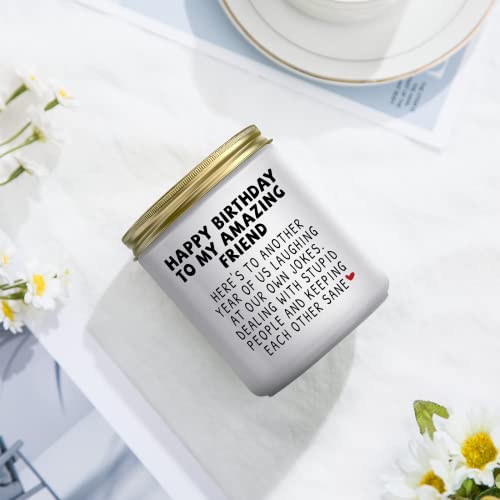 HAPPY BIRTHDAY
TO MY AMAZING
FRIEND
HERE'S TO ANOTHER
YEAR OF US LAUGHING
AT OUR OWN JOKES.
DEALING WITH STUPID
PEOPLE AND KEEPING
EACH OTHER SANE